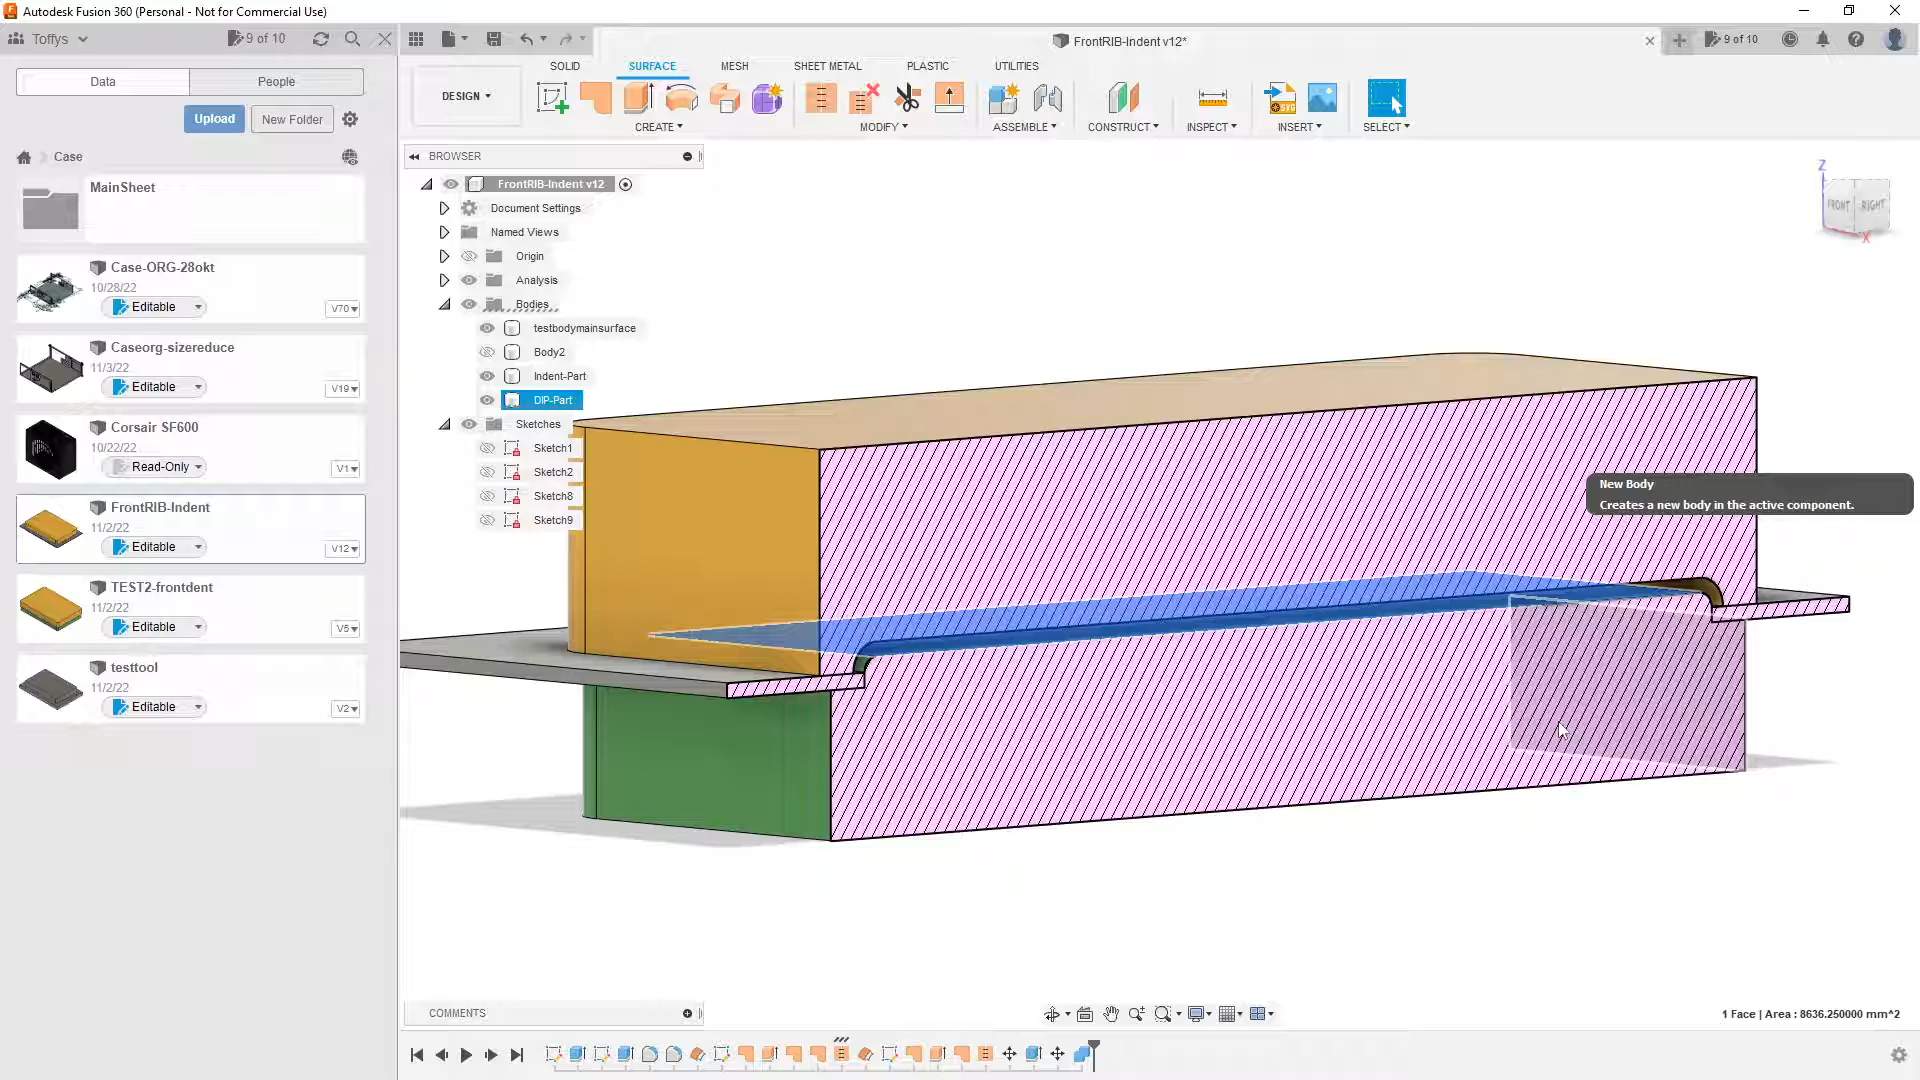 Autodesk Fusion 360 (Personal - Not for Commercial Use)
Toffys
9 of 10
FrontRIB-Indent v12*
9 of 10
Data
People
Upload
New Folder
Case
MainSheet
Case-ORG-28okt
10/28/22
Editable
V70
Caseorg-sizereduce
11/3/22
Editable
V19
Corsair SF600
10/22/22
Read-Only
V1
FrontRIB-Indent
11/2/22
Editable
V12
TEST2-frontdent
11/2/22
Editable
V5
testtool
11/2/22
Editable
V2
DESIGN
SOLID
SURFACE
MESH
SHEET METAL
PLASTIC
UTILITIES
SVG
CREATE
MODIFY
ASSEMBLE
CONSTRUCT
INSPECT
INSERT
SELECT
BROWSER
FrontRIB-Indent v12
Document Settings
Named Views
Origin
Analysis
Bodies
testbodymainsurface
Body2
Indent-Part
DIP-Part
Sketches
Sketch1
Sketch2
Sketch8
Sketch9
Z
FRONT
RIGHT
X
New Body
Creates a new body in the active component.
COMMENTS
1 Face | Area : 8636.250000 mm^2